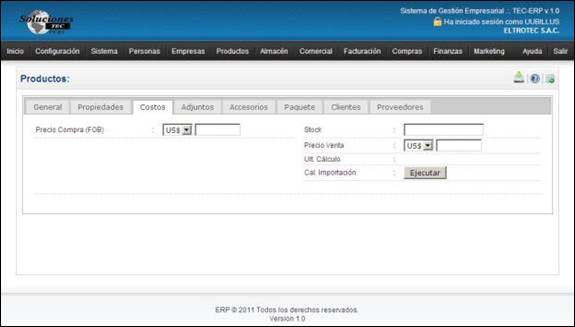 Soluciones
TEC
PERU
Sistema de Gestión Empresarial .:. TEC-ERP v 1.0
Ha iniciado sesión como UUBILLUS
ELTROTEC S.A.C.
Inicio Configuración Sistema Personas Empresas Productos Almacén Comercial Facturación Compras Finanzas Marketing Ayuda Salir
Productos:
General Propiedades Costos Adjuntos Accesorios Paquete Clientes Proveedores
Precio Compra (FOB) : US$
Stock :
Precio Venta : US$
Ult. Cálculo :
Cal. Importación : Ejecutar
ERP © 2011 Todos los derechos reservados.
Version 1.0